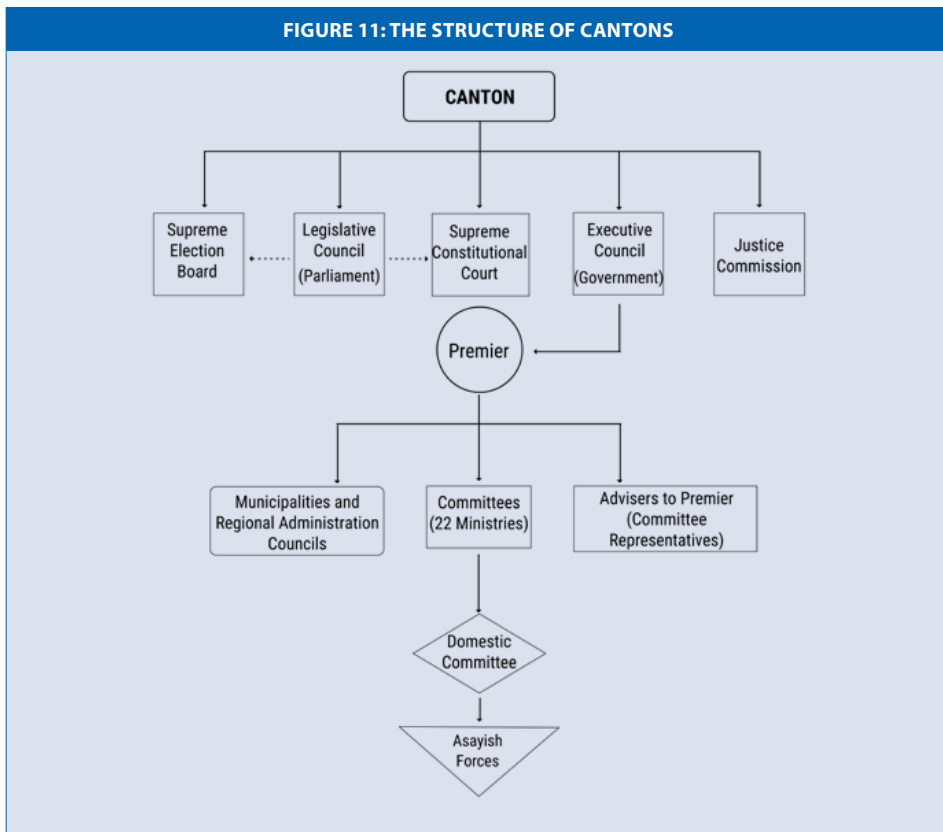 FIGURE 11: THE STRUCTURE OF CANTONS
CANTON
Supreme
Election
Board
Legislative
Council
(Parliament)
Supreme
Constitutional
Court
Executive
Council
(Government)
Justice
Commission
Premier
Municipalities and
Regional Administration
Councils
Committees
(22 Ministries)
Advisers to Premier
(Committee
Representatives)
Domestic
Committee
Asayish
Forces